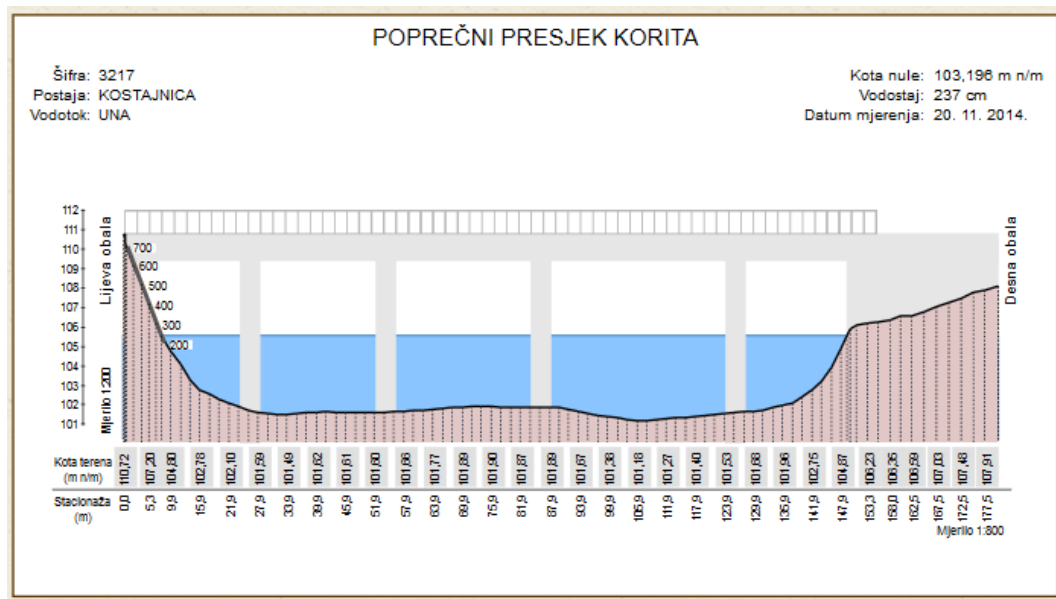 POPREČNI PRESJEK KORITA
Šifra: 3217
Postaja: KOSTAJNICA
Vodotok: UNA
Kota nule: 103,196 m n/m
Vodostaj: 237 cm
Datum mjerenja: 20. 11. 2014.
112
111
110
109
108
107
106
105
104
103
102
101
Lijeva obala
Mjerilo 1:200
700
600
500
400
300
200
Desna obala
Kota terena
(m n/m)
110,72 107,20 104,80 102,78 102,10 101,59 101,49 101,62 101,61 101,60 101,66 101,77 101,89 101,90 101,87 101,89 101,67 101,38 101,18 101,27 101,40 101,53 101,68 101,96 102,75 104,87 106,23 106,35 106,59 107,03 107,48 107,91
Stacionaža
(m)
0,0 5,3 9,9 15,9 21,9 27,9 33,9 39,9 45,9 51,9 57,9 63,9 69,9 75,9 81,9 87,9 93,9 99,9 105,9 111,9 117,9 123,9 129,9 135,9 141,9 147,9 153,3 158,0 162,5 167,5 172,5 177,5
Mjerilo 1:800